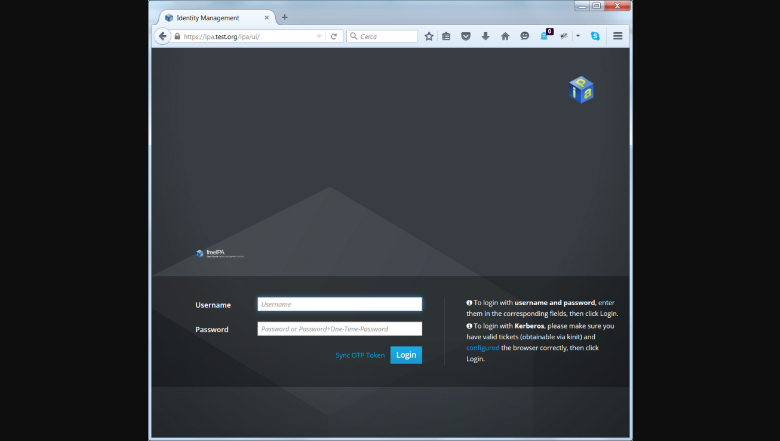 Identity Management
https://ipa.test.org/ipa/ui/
Cerca
0
ipa
freeIPA
Username
Username
Password
Password or Password+One-Time-Password
Sync OTP Token
Login
To login with username and password, enter
them in the corresponding fields, then click Login.
To login with Kerberos, please make sure you
have valid tickets (obtainable via kinit) and
configured the browser correctly, then click
Login.